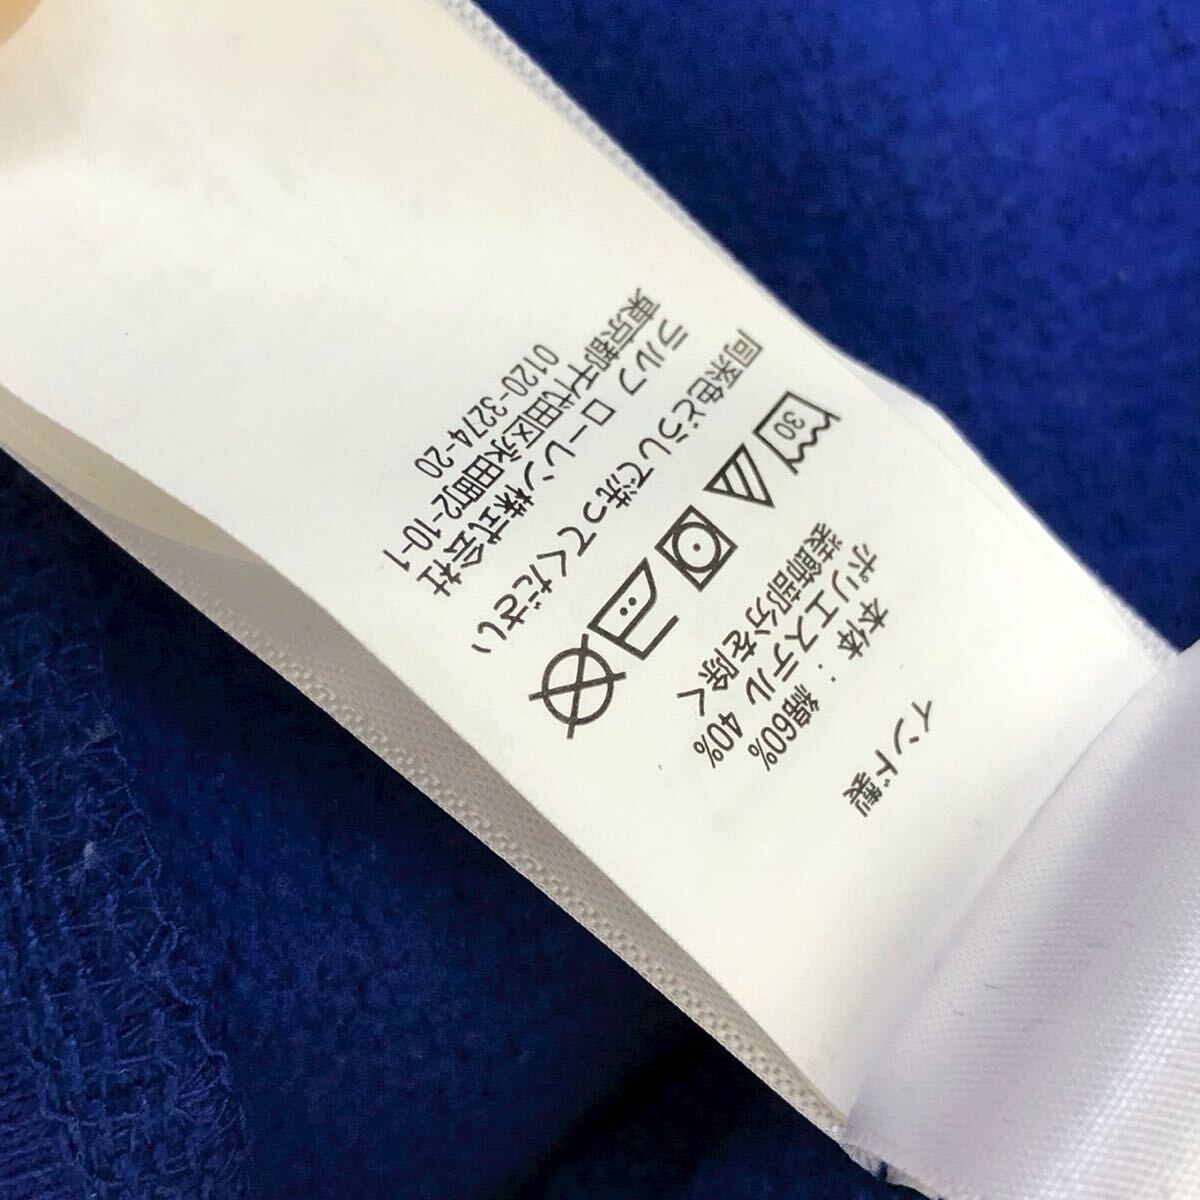 インド製
本体：綿60%
ポリエステル 40%
装飾部分を除く
30
同系色どうしで洗ってください
ラルフ ローレン株式会社
東京都千代田区永田町2-10-1
0120-3274-20